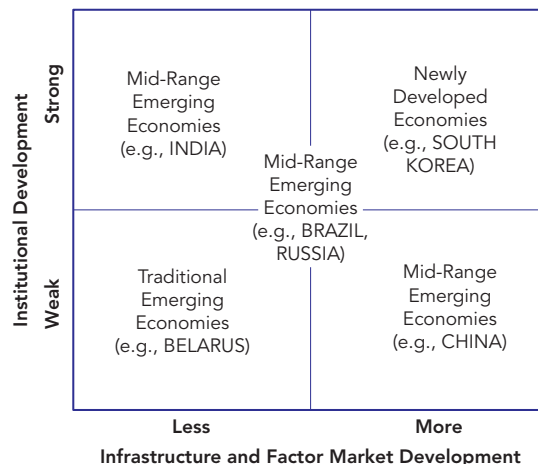 Institutional Development
Strong
Weak
Mid-Range
Emerging
Economies
(e.g., INDIA)
Newly
Developed
Economies
(e.g., SOUTH
KOREA)
Mid-Range
Emerging
Economies
(e.g., BRAZIL,
RUSSIA)
Traditional
Emerging
Economies
(e.g., BELARUS)
Mid-Range
Emerging
Economies
(e.g., CHINA)
Less
More
Infrastructure and Factor Market Development